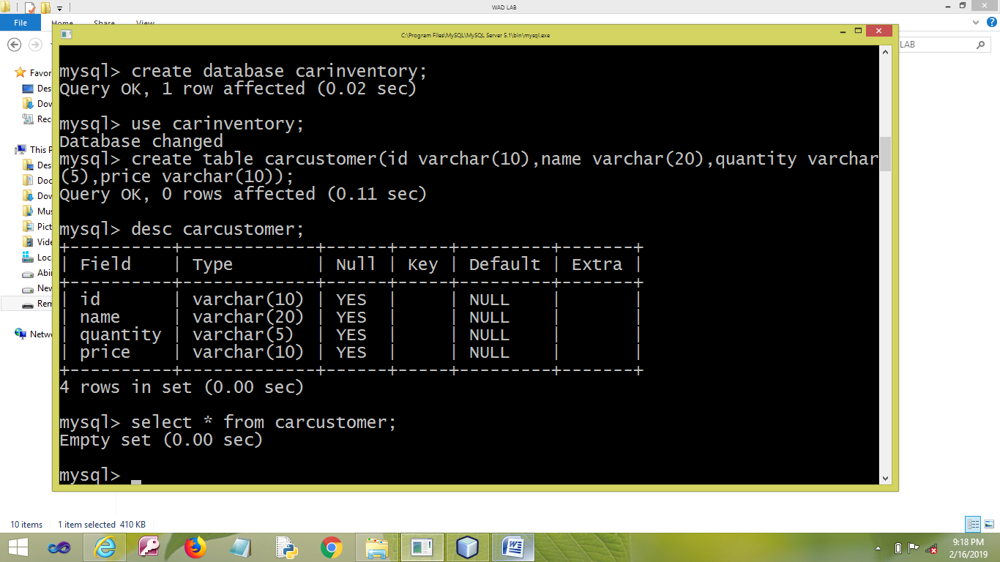 WAD LAB
File Home Share View
LAB
C:\Program Files\MySQL\MySQL Server 5.1\bin\mysql.exe
Favor
Des
Dov
Rec
This P
Des
Doc
Dov
Mus
Pict
Vide
Loca
Abir
New
Rem
Netw
mysql> create database carinventory;
Query OK, 1 row affected (0.02 sec)
mysql> use carinventory;
Database changed
mysql> create table carcustomer(id varchar(10),name varchar(20),quantity varchar
(5),price varchar(10));
Query OK, 0 rows affected (0.11 sec)
mysql> desc carcustomer;
+----------+-------------+------+-----+---------+-------+
| Field    | Type        | Null | Key | Default | Extra |
+----------+-------------+------+-----+---------+-------+
| id       | varchar(10) | YES  |     | NULL    |       |
| name     | varchar(20) | YES  |     | NULL    |       |
| quantity | varchar(5)  | YES  |     | NULL    |       |
| price    | varchar(10) | YES  |     | NULL    |       |
+----------+-------------+------+-----+---------+-------+
4 rows in set (0.00 sec)
mysql> select * from carcustomer;
Empty set (0.00 sec)
mysql>
10 items 1 item selected 410 KB
9:18 PM
2/16/2019